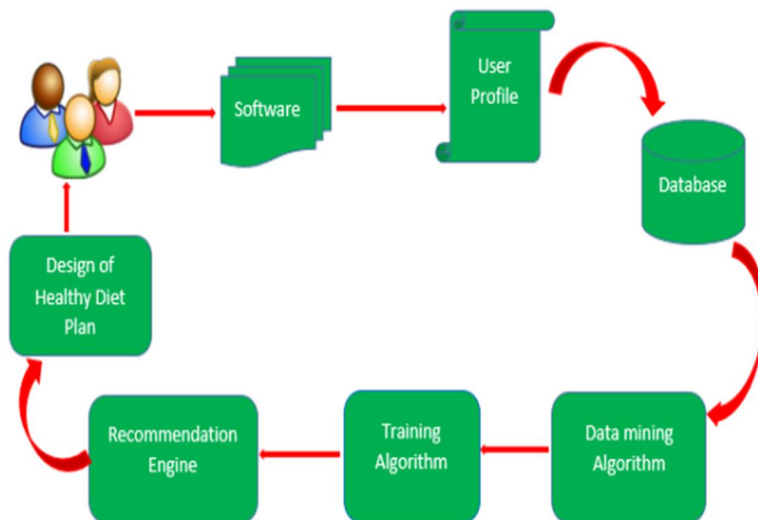 Software
User
Profile
Database
Data mining
Algorithm
Training
Algorithm
Recommendation
Engine
Design of
Healthy Diet
Plan